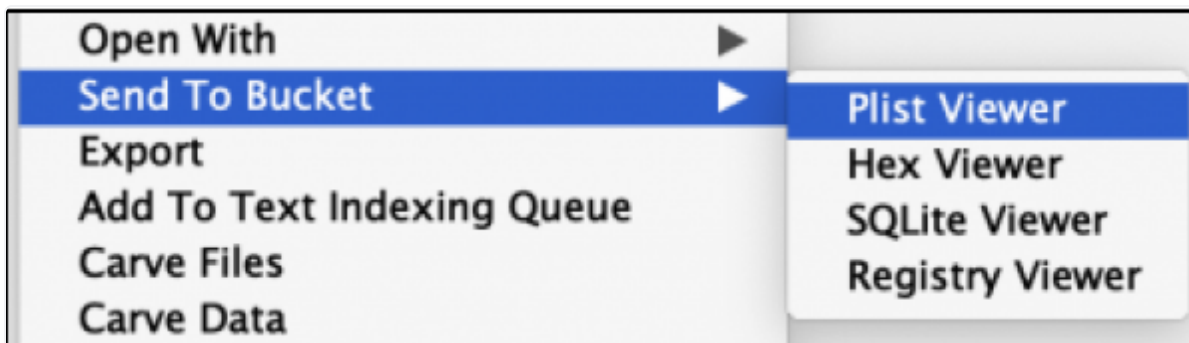 Open With
Send To Bucket
Export
Add To Text Indexing Queue
Carve Files
Carve Data
Plist Viewer
Hex Viewer
SQLite Viewer
Registry Viewer